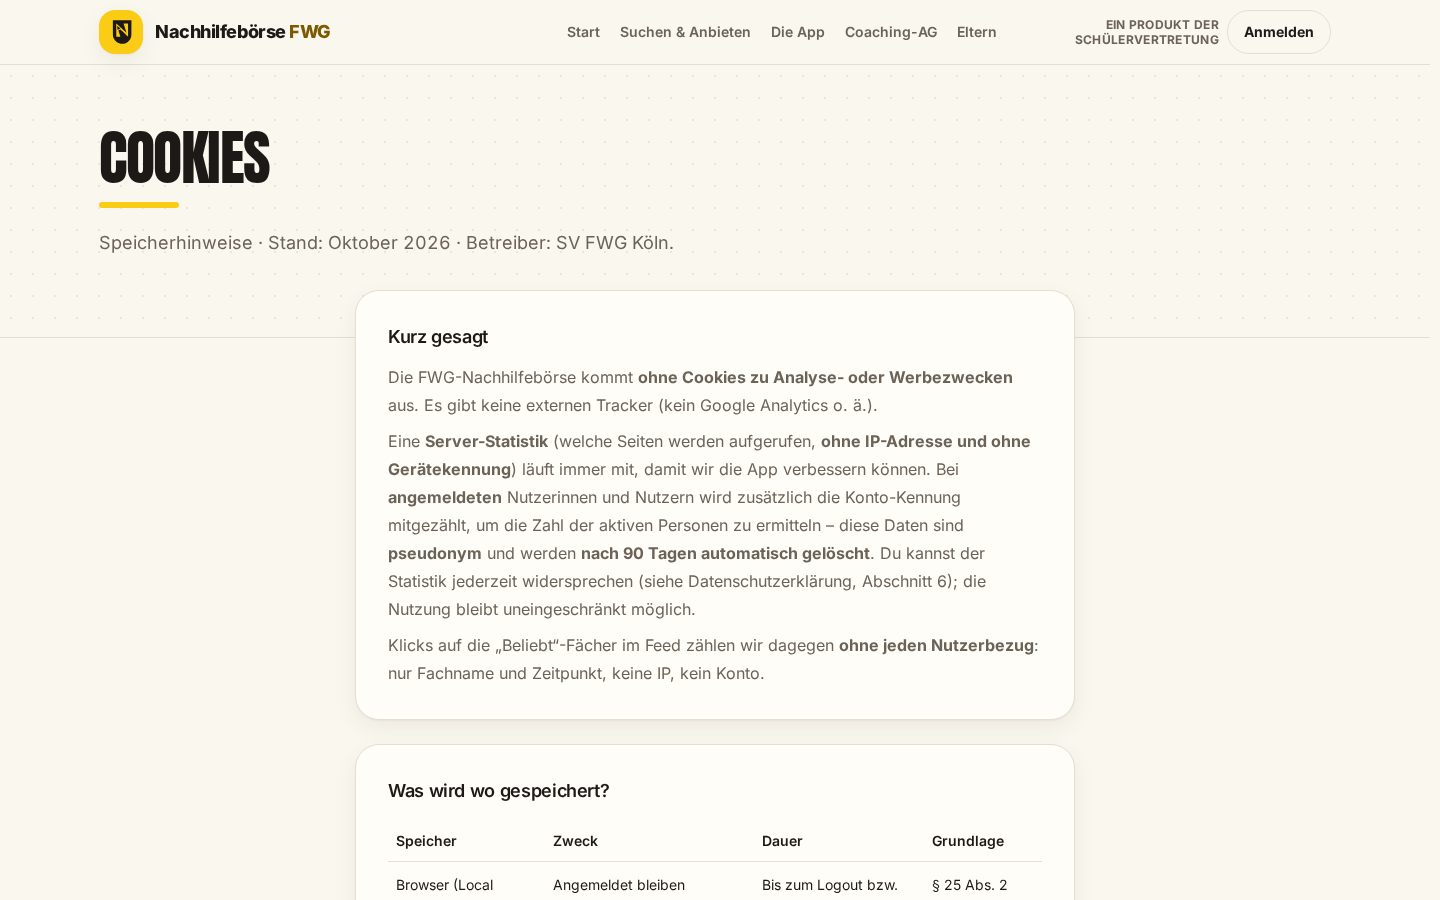 Nachhilfebörse FWG
Start
Suchen & Anbieten
Die App
Coaching-AG
Eltern
EIN PRODUKT DER
SCHÜLERVERTRETUNG
Anmelden
COOKIES
Speicherhinweise · Stand: Oktober 2026 · Betreiber: SV FWG Köln.
Kurz gesagt
Die FWG-Nachhilfebörse kommt ohne Cookies zu Analyse- oder Werbezwecken
aus. Es gibt keine externen Tracker (kein Google Analytics o. ä.).
Eine Server-Statistik (welche Seiten werden aufgerufen, ohne IP-Adresse und ohne
Gerätekennung) läuft immer mit, damit wir die App verbessern können. Bei
angemeldeten Nutzerinnen und Nutzern wird zusätzlich die Konto-Kennung
mitgezählt, um die Zahl der aktiven Personen zu ermitteln – diese Daten sind
pseudonym und werden nach 90 Tagen automatisch gelöscht. Du kannst der
Statistik jederzeit widersprechen (siehe Datenschutzerklärung, Abschnitt 6); die
Nutzung bleibt uneingeschränkt möglich.
Klicks auf die „Beliebt“-Fächer im Feed zählen wir dagegen ohne jeden Nutzerbezug:
nur Fachname und Zeitpunkt, keine IP, kein Konto.
Was wird wo gespeichert?
Speicher Zweck Dauer Grundlage
Browser (Local Angemeldet bleiben Bis zum Logout bzw. § 25 Abs. 2